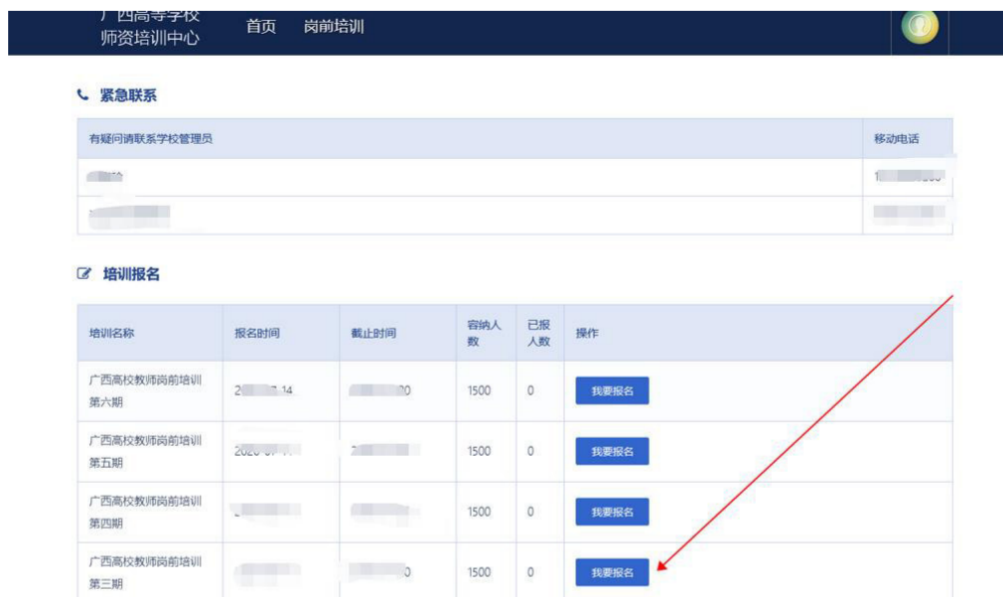 广西高等学校
师资培训中心
首页
岗前培训
紧急联系
有疑问请联系学校管理员
移动电话
培训报名
培训名称
报名时间
截止时间
容纳人
数
已报
人数
操作
广西高校教师岗前培训
第六期
1500
0
我要报名
广西高校教师岗前培训
第五期
1500
0
我要报名
广西高校教师岗前培训
第四期
1500
0
我要报名
广西高校教师岗前培训
第三期
1500
0
我要报名